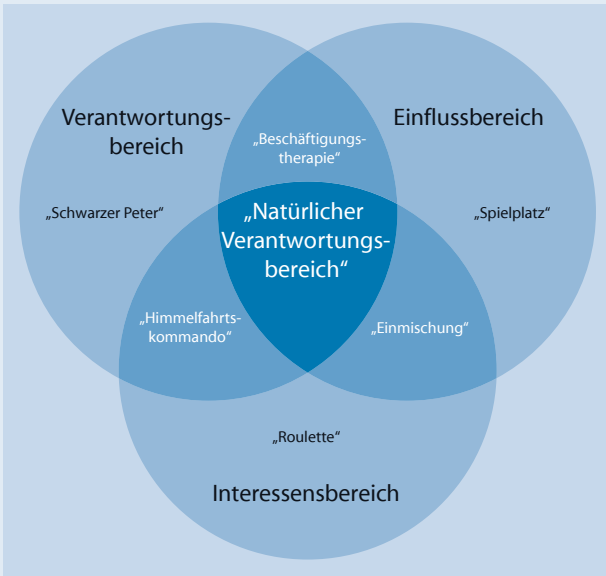 Verantwortungs-
bereich
Einflussbereich
„Beschäftigungs-
therapie“
„Schwarzer Peter“
„Natürlicher
Verantwortungs-
bereich“
„Spielplatz“
„Himmelfahrts-
kommando“
„Einmischung“
„Roulette“
Interessensbereich